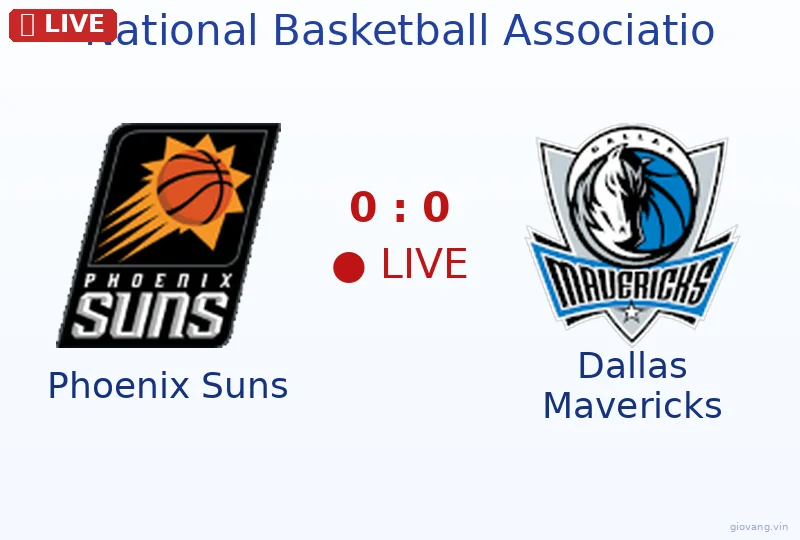 LIVE
National Basketball Associatio
0 : 0
● LIVE
PHOENIX
SUNS
DALLAS
MAVERICKS
Phoenix Suns
Dallas
Mavericks
giovang.vin